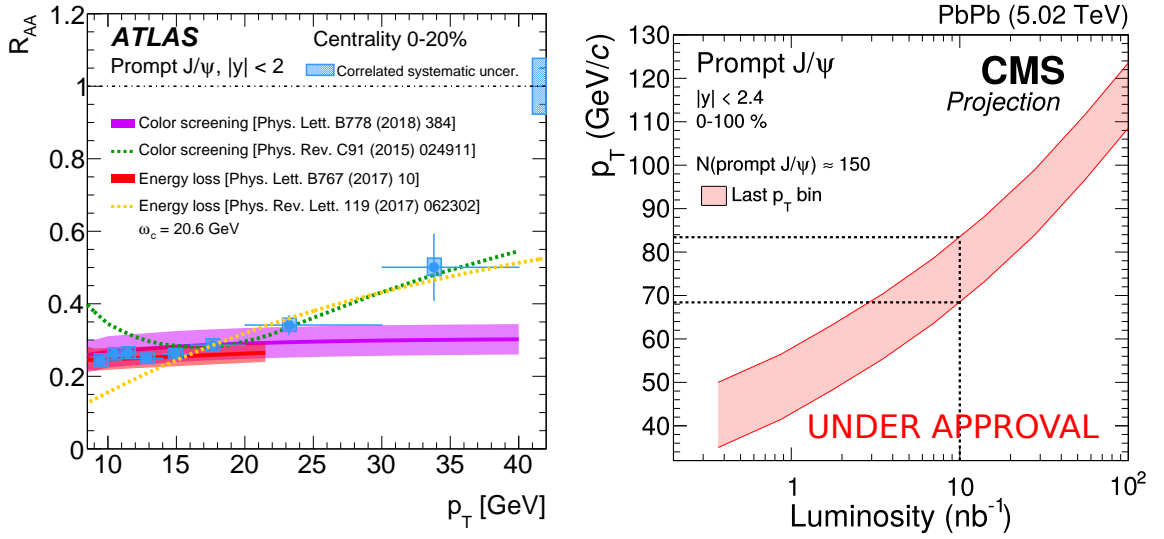 R_AA
1.2
1
0.8
0.6
0.4
0.2
0
ATLAS
Centrality 0-20%
Prompt J/ψ, |y| < 2
Correlated systematic uncer.
Color screening [Phys. Lett. B778 (2018) 384]
Color screening [Phys. Rev. C91 (2015) 024911]
Energy loss [Phys. Lett. B767 (2017) 10]
Energy loss [Phys. Rev. Lett. 119 (2017) 062302]
ω_c = 20.6 GeV
10 15 20 25 30 35 40
p_T [GeV]
PbPb (5.02 TeV)
p_T (GeV/c)
130
120
110
100
90
80
70
60
50
40
Prompt J/ψ
|y| < 2.4
0-100 %
CMS
Projection
N(prompt J/ψ) ≈ 150
Last p_T bin
UNDER APPROVAL
1 10 10²
Luminosity (nb⁻¹)